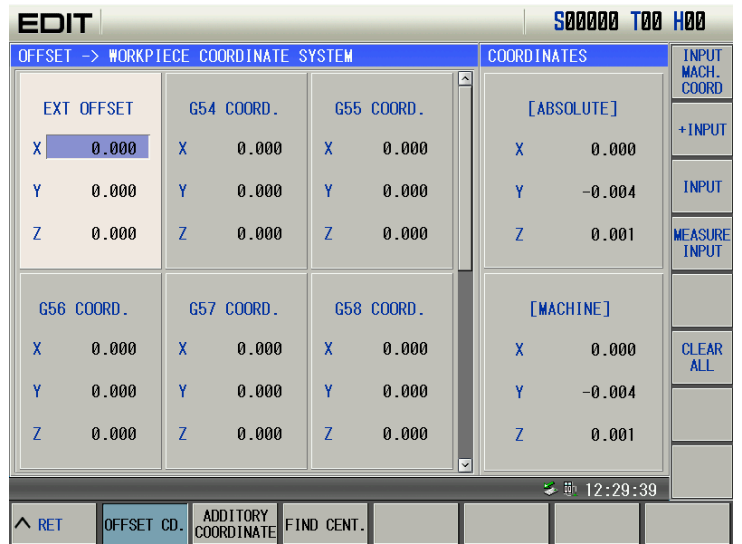 EDIT
S00000 T00 H00
OFFSET -> WORKPIECE COORDINATE SYSTEM
COORDINATES
EXT OFFSET
X 0.000
Y 0.000
Z 0.000
G54 COORD.
X 0.000
Y 0.000
Z 0.000
G55 COORD.
X 0.000
Y 0.000
Z 0.000
G56 COORD.
X 0.000
Y 0.000
Z 0.000
G57 COORD.
X 0.000
Y 0.000
Z 0.000
G58 COORD.
X 0.000
Y 0.000
Z 0.000
[ABSOLUTE]
X 0.000
Y -0.004
Z 0.001
[MACHINE]
X 0.000
Y -0.004
Z 0.001
INPUT
MACH.
COORD
+INPUT
INPUT
MEASURE
INPUT
CLEAR
ALL
12:29:39
RET
OFFSET CD.
ADDITORY
COORDINATE
FIND CENT.